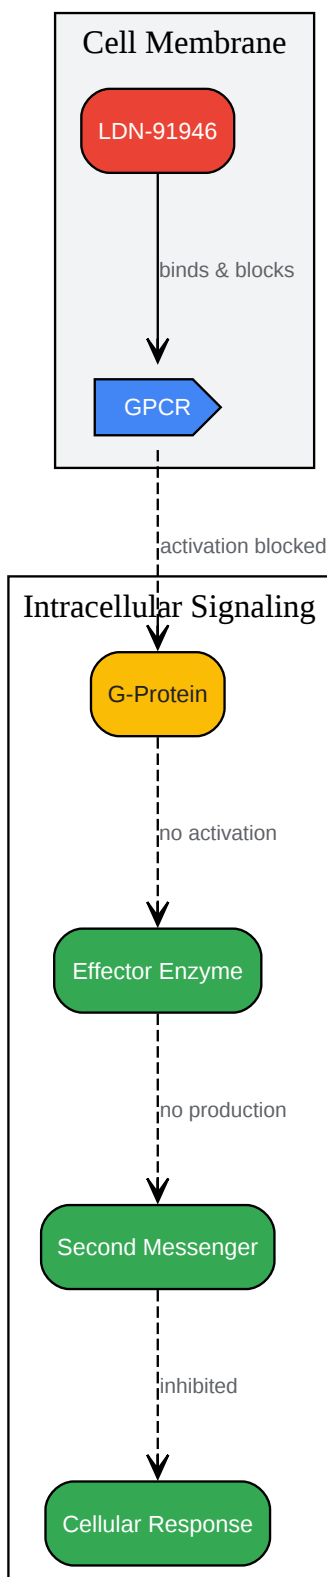 Cell Membrane
LDN-91946
binds & blocks
GPCR
activation blocked
Intracellular Signaling
G-Protein
no activation
Effector Enzyme
no production
Second Messenger
inhibited
Cellular Response